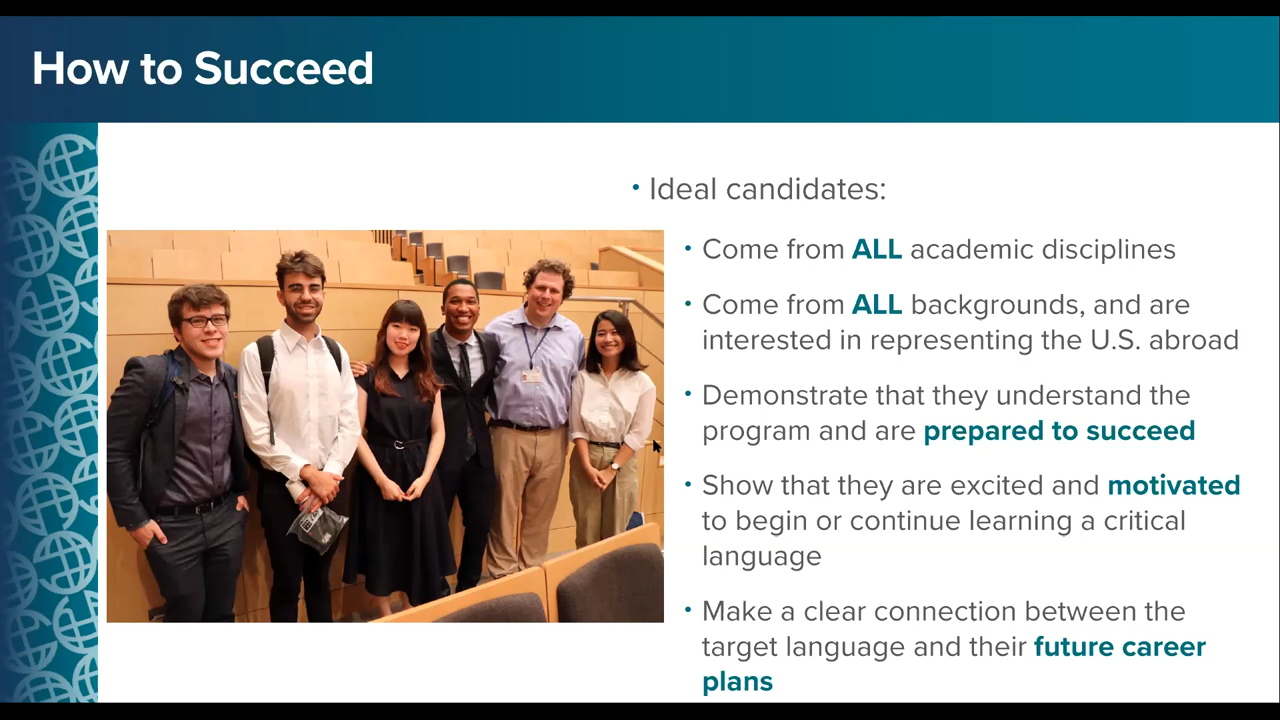 How to Succeed
• Ideal candidates:
• Come from ALL academic disciplines
• Come from ALL backgrounds, and are
interested in representing the U.S. abroad
• Demonstrate that they understand the
program and are prepared to succeed
• Show that they are excited and motivated
to begin or continue learning a critical
language
• Make a clear connection between the
target language and their future career
plans